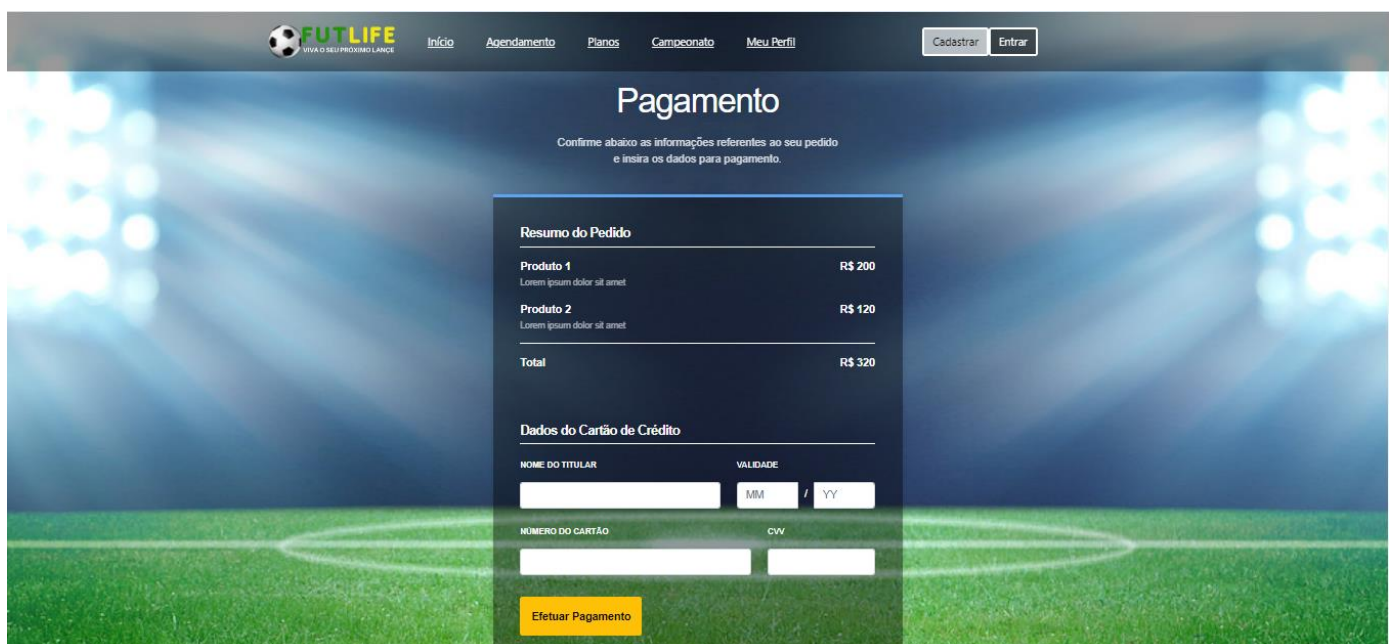 FUTLIFE
VIVA O SEU PRÓXIMO LANCE
Início Agendamento Planos Campeonato Meu Perfil Cadastrar Entrar
Pagamento
Confirme abaixo as informações referentes ao seu pedido
e insira os dados para pagamento.
Resumo do Pedido
Produto 1 R$ 200
Lorem ipsum dolor sit amet
Produto 2 R$ 120
Lorem ipsum dolor sit amet
Total R$ 320
Dados do Cartão de Crédito
NOME DO TITULAR VALIDADE
MM / YY
NÚMERO DO CARTÃO CVV
Efetuar Pagamento